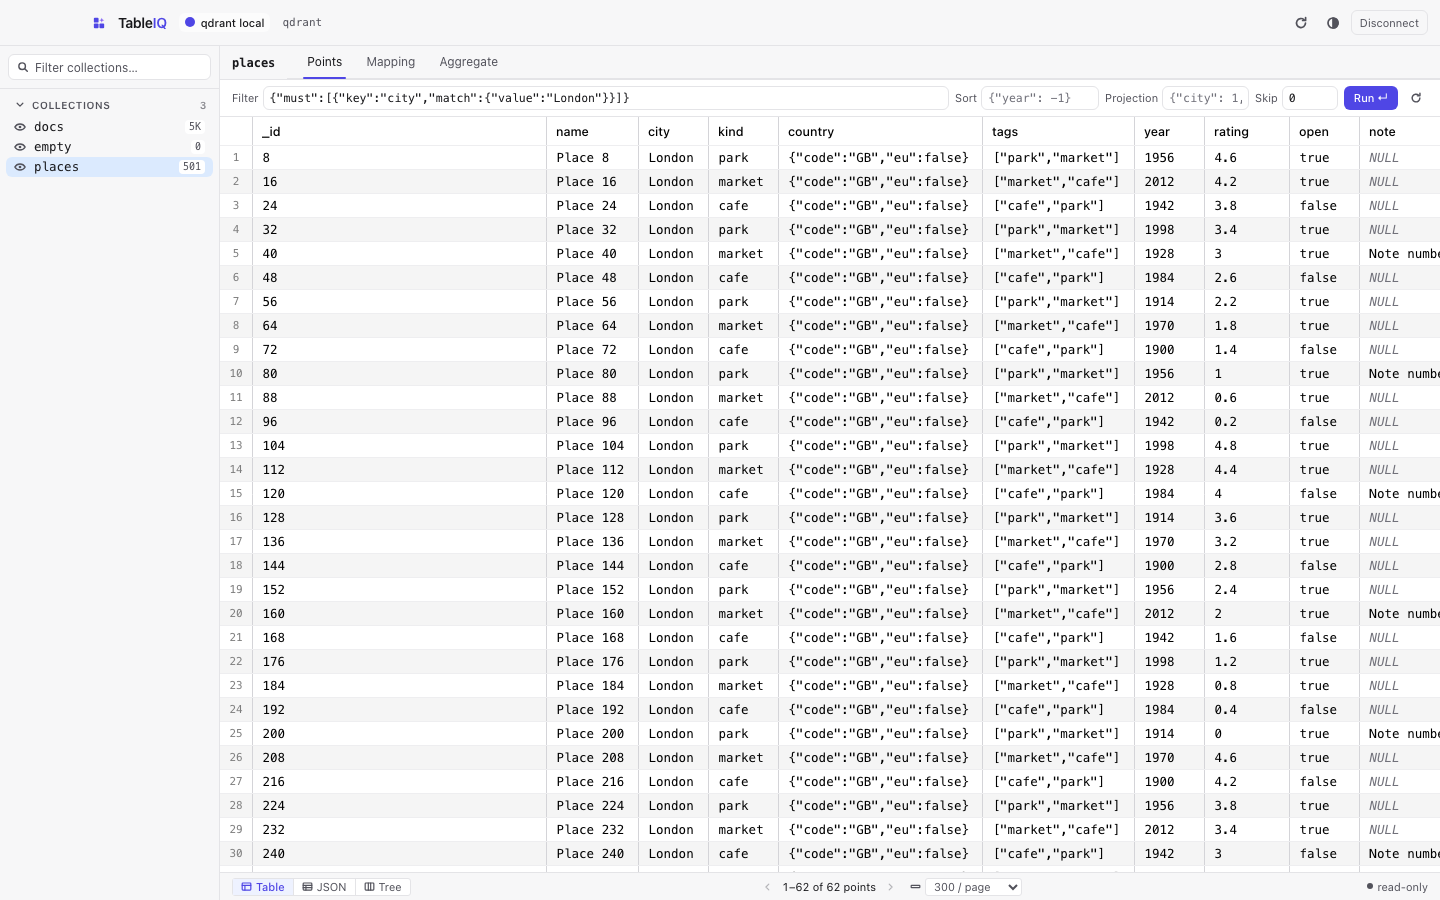 TableIQ qdrant local qdrant Disconnect
Filter collections...
COLLECTIONS 3
docs 5K
empty 0
places 501
places Points Mapping Aggregate
Filter {"must":[{"key":"city","match":{"value":"London"}}]} Sort {"year": −1} Projection {"city": 1, Skip 0 Run ↵
_id name city kind country tags year rating open note
1 8 Place 8 London park {"code":"GB","eu":false} ["park","market"] 1956 4.6 true NULL
2 16 Place 16 London market {"code":"GB","eu":false} ["market","cafe"] 2012 4.2 true NULL
3 24 Place 24 London cafe {"code":"GB","eu":false} ["cafe","park"] 1942 3.8 false NULL
4 32 Place 32 London park {"code":"GB","eu":false} ["park","market"] 1998 3.4 true NULL
5 40 Place 40 London market {"code":"GB","eu":false} ["market","cafe"] 1928 3 true Note numbe
6 48 Place 48 London cafe {"code":"GB","eu":false} ["cafe","park"] 1984 2.6 false NULL
7 56 Place 56 London park {"code":"GB","eu":false} ["park","market"] 1914 2.2 true NULL
8 64 Place 64 London market {"code":"GB","eu":false} ["market","cafe"] 1970 1.8 true NULL
9 72 Place 72 London cafe {"code":"GB","eu":false} ["cafe","park"] 1900 1.4 false NULL
10 80 Place 80 London park {"code":"GB","eu":false} ["park","market"] 1956 1 true Note numbe
11 88 Place 88 London market {"code":"GB","eu":false} ["market","cafe"] 2012 0.6 true NULL
12 96 Place 96 London cafe {"code":"GB","eu":false} ["cafe","park"] 1942 0.2 false NULL
13 104 Place 104 London park {"code":"GB","eu":false} ["park","market"] 1998 4.8 true NULL
14 112 Place 112 London market {"code":"GB","eu":false} ["market","cafe"] 1928 4.4 true NULL
15 120 Place 120 London cafe {"code":"GB","eu":false} ["cafe","park"] 1984 4 false Note numbe
16 128 Place 128 London park {"code":"GB","eu":false} ["park","market"] 1914 3.6 true NULL
17 136 Place 136 London market {"code":"GB","eu":false} ["market","cafe"] 1970 3.2 true NULL
18 144 Place 144 London cafe {"code":"GB","eu":false} ["cafe","park"] 1900 2.8 false NULL
19 152 Place 152 London park {"code":"GB","eu":false} ["park","market"] 1956 2.4 true NULL
20 160 Place 160 London market {"code":"GB","eu":false} ["market","cafe"] 2012 2 true Note numbe
21 168 Place 168 London cafe {"code":"GB","eu":false} ["cafe","park"] 1942 1.6 false NULL
22 176 Place 176 London park {"code":"GB","eu":false} ["park","market"] 1998 1.2 true NULL
23 184 Place 184 London market {"code":"GB","eu":false} ["market","cafe"] 1928 0.8 true NULL
24 192 Place 192 London cafe {"code":"GB","eu":false} ["cafe","park"] 1984 0.4 false NULL
25 200 Place 200 London park {"code":"GB","eu":false} ["park","market"] 1914 0 true Note numbe
26 208 Place 208 London market {"code":"GB","eu":false} ["market","cafe"] 1970 4.6 true NULL
27 216 Place 216 London cafe {"code":"GB","eu":false} ["cafe","park"] 1900 4.2 false NULL
28 224 Place 224 London park {"code":"GB","eu":false} ["park","market"] 1956 3.8 true NULL
29 232 Place 232 London market {"code":"GB","eu":false} ["market","cafe"] 2012 3.4 true NULL
30 240 Place 240 London cafe {"code":"GB","eu":false} ["cafe","park"] 1942 3 false Note numbe
Table JSON Tree 1–62 of 62 points 300 / page read-only